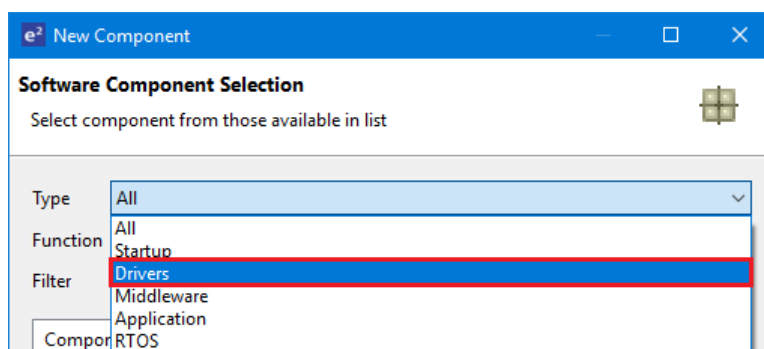 e² New Component
Software Component Selection
Select component from those available in list
Type All
All
Function
Startup
Drivers
Filter
Middleware
Application
Compor RTOS